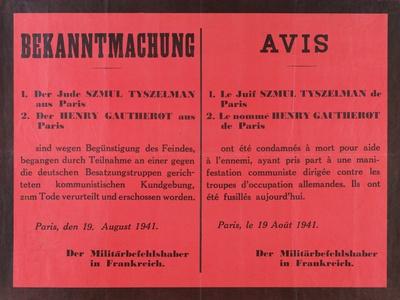 BEKANNTMACHUNG
1. Der Jude SZMUL TYSZELMAN
aus Paris
2. Der HENRY GAUTHEROT aus
Paris
sind wegen Begünstigung des Feindes,
begangen durch Teilnahme an einer gegen
die deutschen Besatzungstruppen gerich-
teten kommunistischen Kundgebung,
zum Tode verurteilt und erschossen worden.
Paris, den 19. August 1941.
Der Militärbefehlshaber
in Frankreich.
AVIS
1. Le Juif SZMUL TYSZELMAN de
Paris
2. Le nomme HENRY GAUTHEROT
de Paris
ont été condamnés à mort pour aide
à l'ennemi, ayant pris part à une mani-
festation communiste dirigée contre les
troupes d'occupation allemandes. Ils ont
été fusillés aujourd'hui.
Paris, le 19 Août 1941.
Der Militärbefehlshaber
in Frankreich.